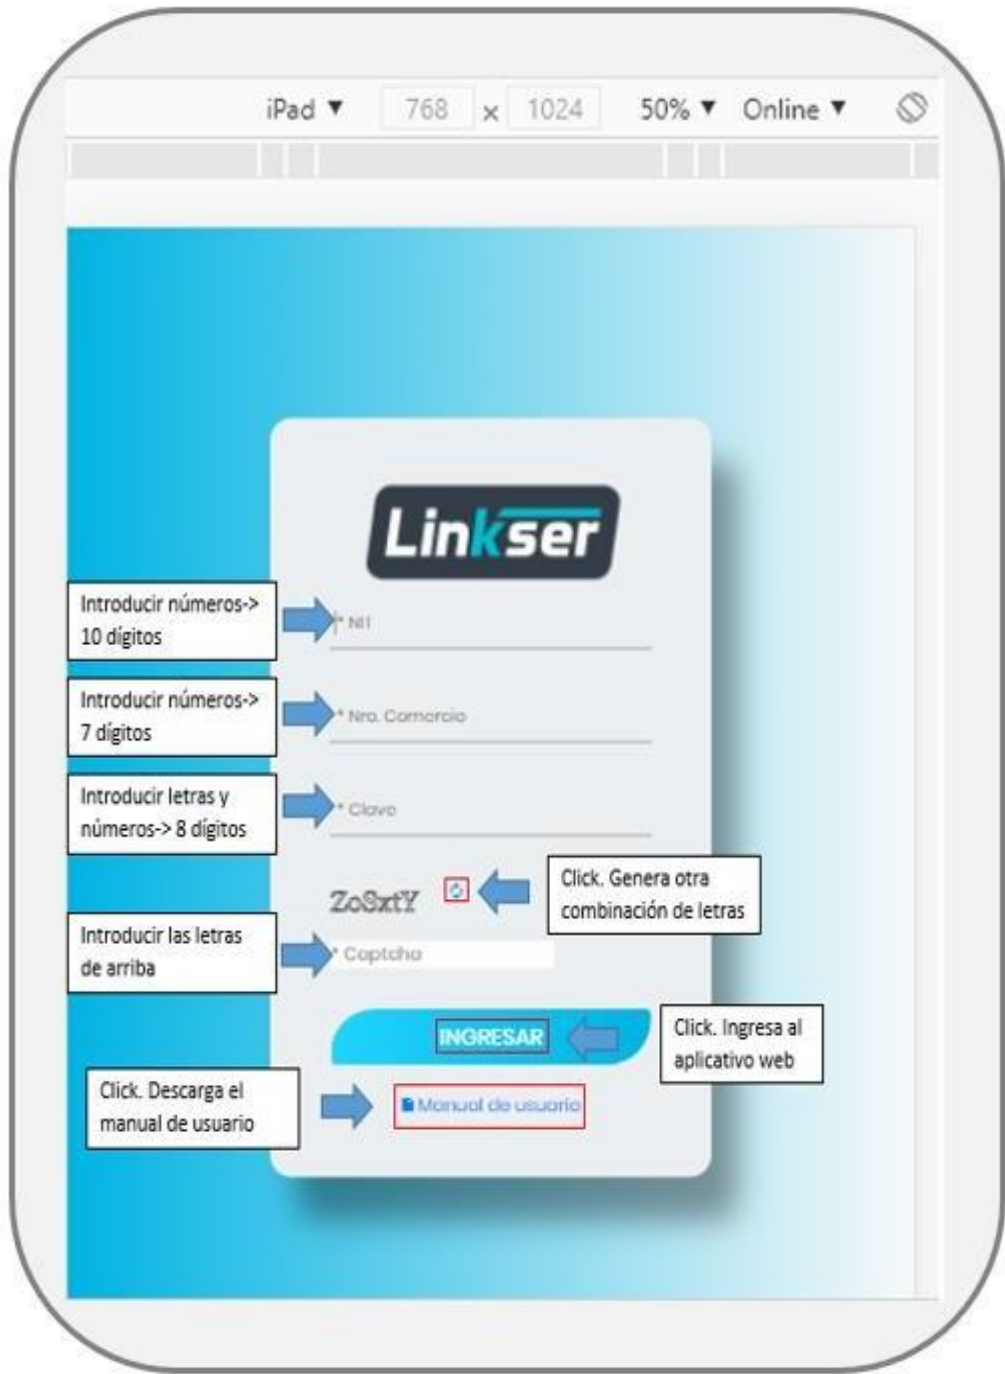 iPad ▼ 768 × 1024 50% ▼ Online ▼
Linkser
Introducir números->
10 dígitos
* NIT
Introducir números->
7 dígitos
* Nro. Comercio
Introducir letras y
números-> 8 dígitos
* Clave
ZoSxtY
Click. Genera otra
combinación de letras
Introducir las letras
de arriba
* Captcha
INGRESAR
Click. Ingresa al
aplicativo web
Click. Descarga el
manual de usuario
Manual de usuario